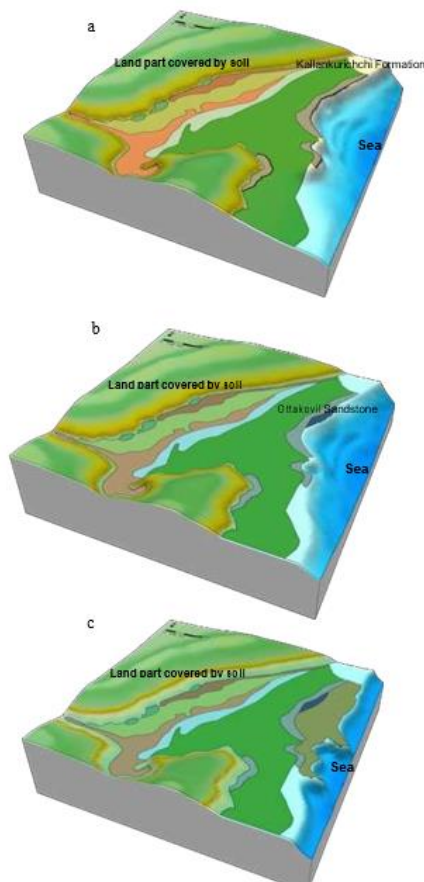 a
Land part covered by soil
Kallankurichchi Formation
Sea
b
Land part covered by soil
Ottakovil Sandstone
Sea
c
Land part covered by soil
Sea